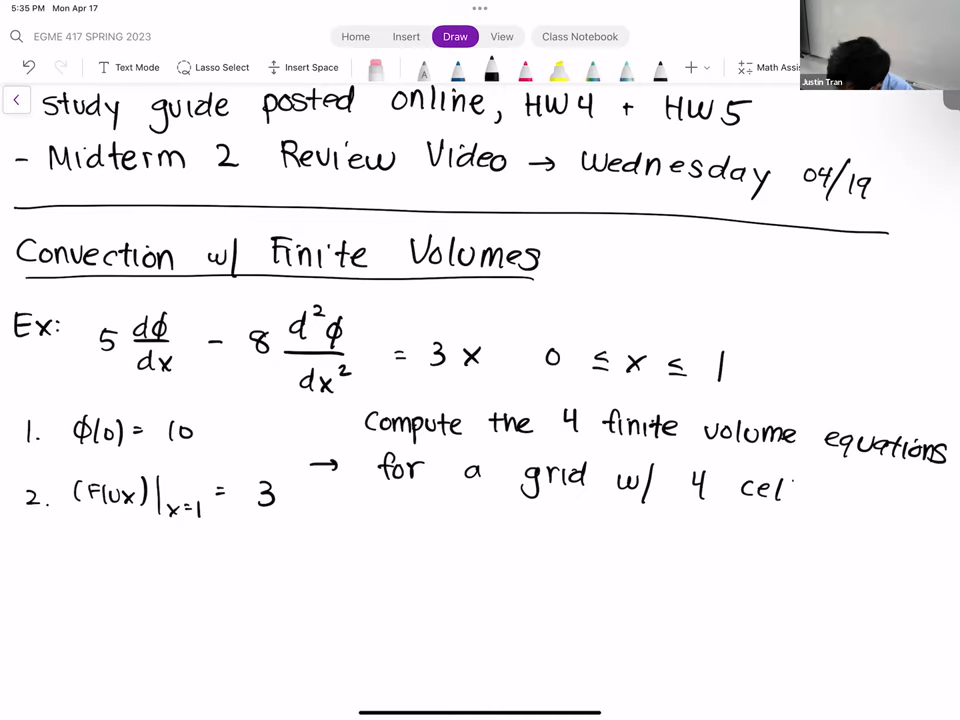 5:35 PM Mon Apr 17
EGME 417 SPRING 2023
Home Insert Draw View Class Notebook
Text Mode Lasso Select Insert Space Math Assis
Justin Tran
Study guide posted online, HW4 + HW5
- Midterm 2 Review Video → Wednesday 04/19
Convection w/ Finite Volumes
Ex: 5 dϕ/dx - 8 d²ϕ/dx² = 3x 0 ≤ x ≤ 1
1. ϕ(0) = 10
2. (Flux)|x=1 = 3
Compute the 4 finite volume equations
→ for a grid w/ 4 cel